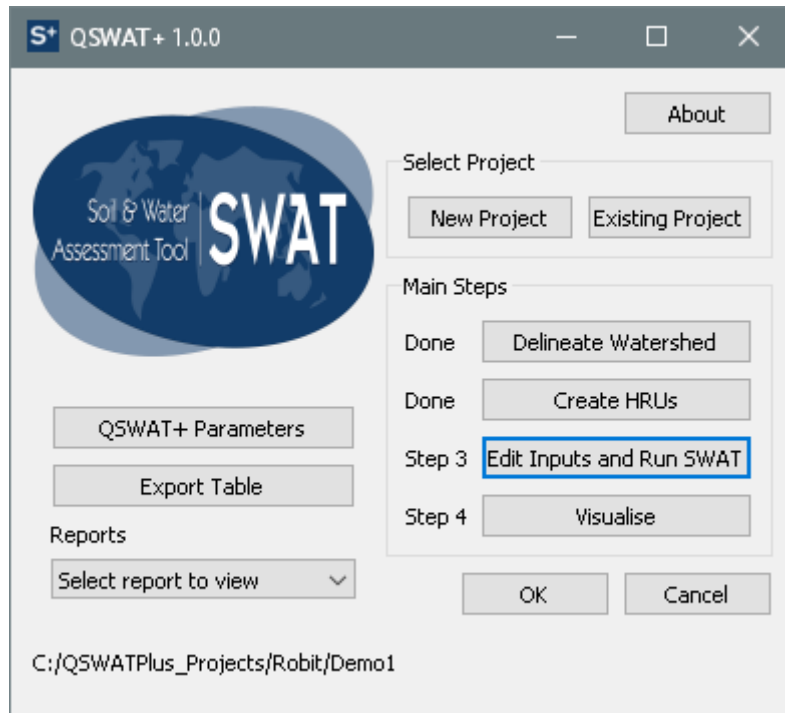 S+ QSWAT+ 1.0.0
About
Soil & Water
Assessment Tool
SWAT
Select Project
New Project
Existing Project
Main Steps
Done
Delineate Watershed
Done
Create HRUs
Step 3
Edit Inputs and Run SWAT
Step 4
Visualise
QSWAT+ Parameters
Export Table
Reports
Select report to view
OK
Cancel
C:/QSWATPlus_Projects/Robit/Demo1